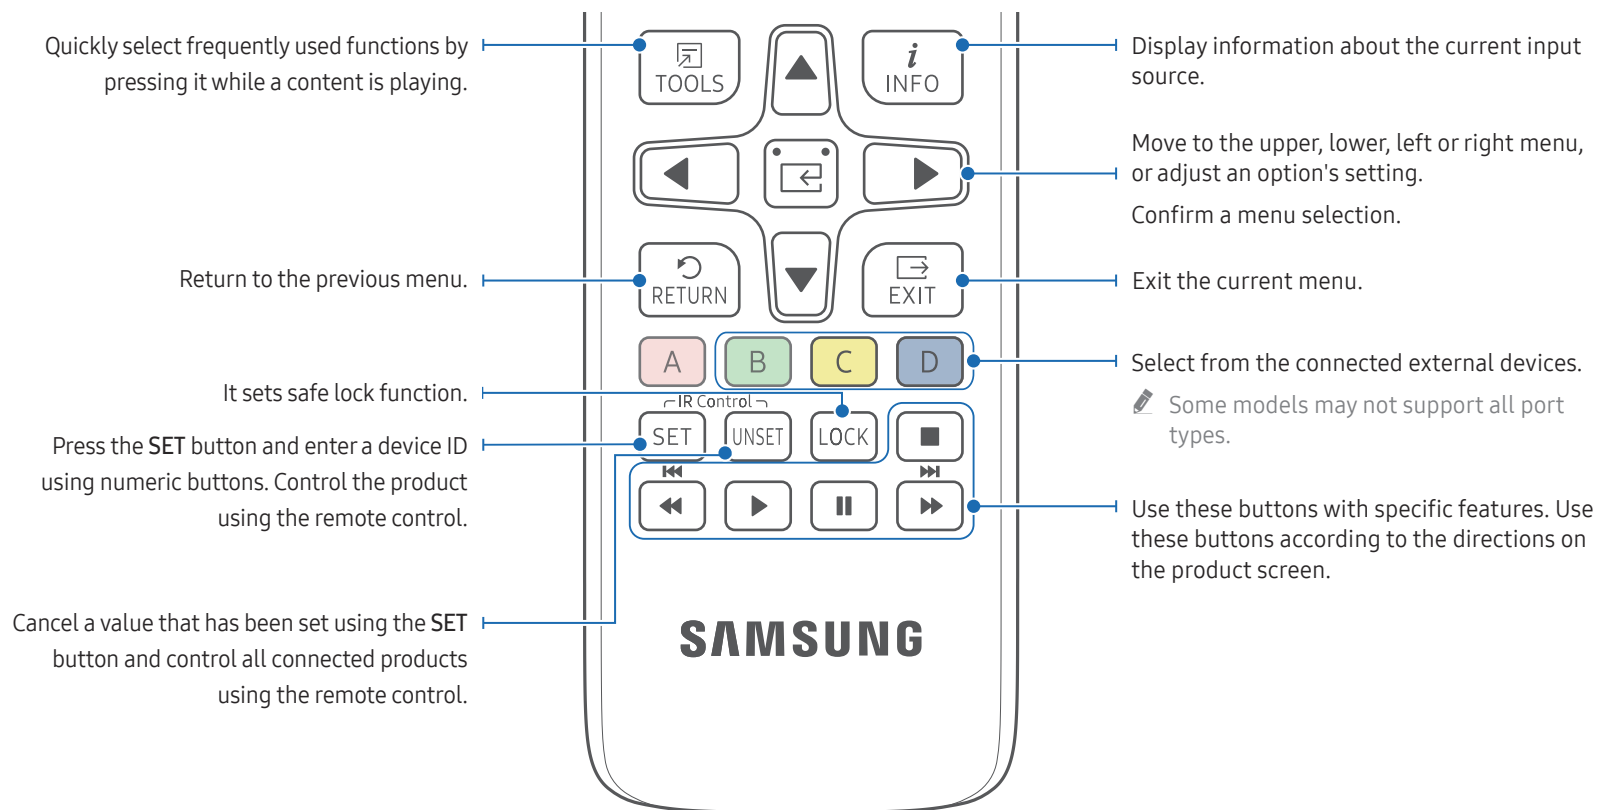 Quickly select frequently used functions by
pressing it while a content is playing.
TOOLS
INFO
Display information about the current input
source.
Move to the upper, lower, left or right menu,
or adjust an option's setting.
Confirm a menu selection.
Return to the previous menu.
RETURN
EXIT
Exit the current menu.
A
B
C
D
Select from the connected external devices.
Some models may not support all port
types.
It sets safe lock function.
IR Control
SET
UNSET
LOCK
Press the SET button and enter a device ID
using numeric buttons. Control the product
using the remote control.
Use these buttons with specific features. Use
these buttons according to the directions on
the product screen.
Cancel a value that has been set using the SET
button and control all connected products
using the remote control.
SAMSUNG